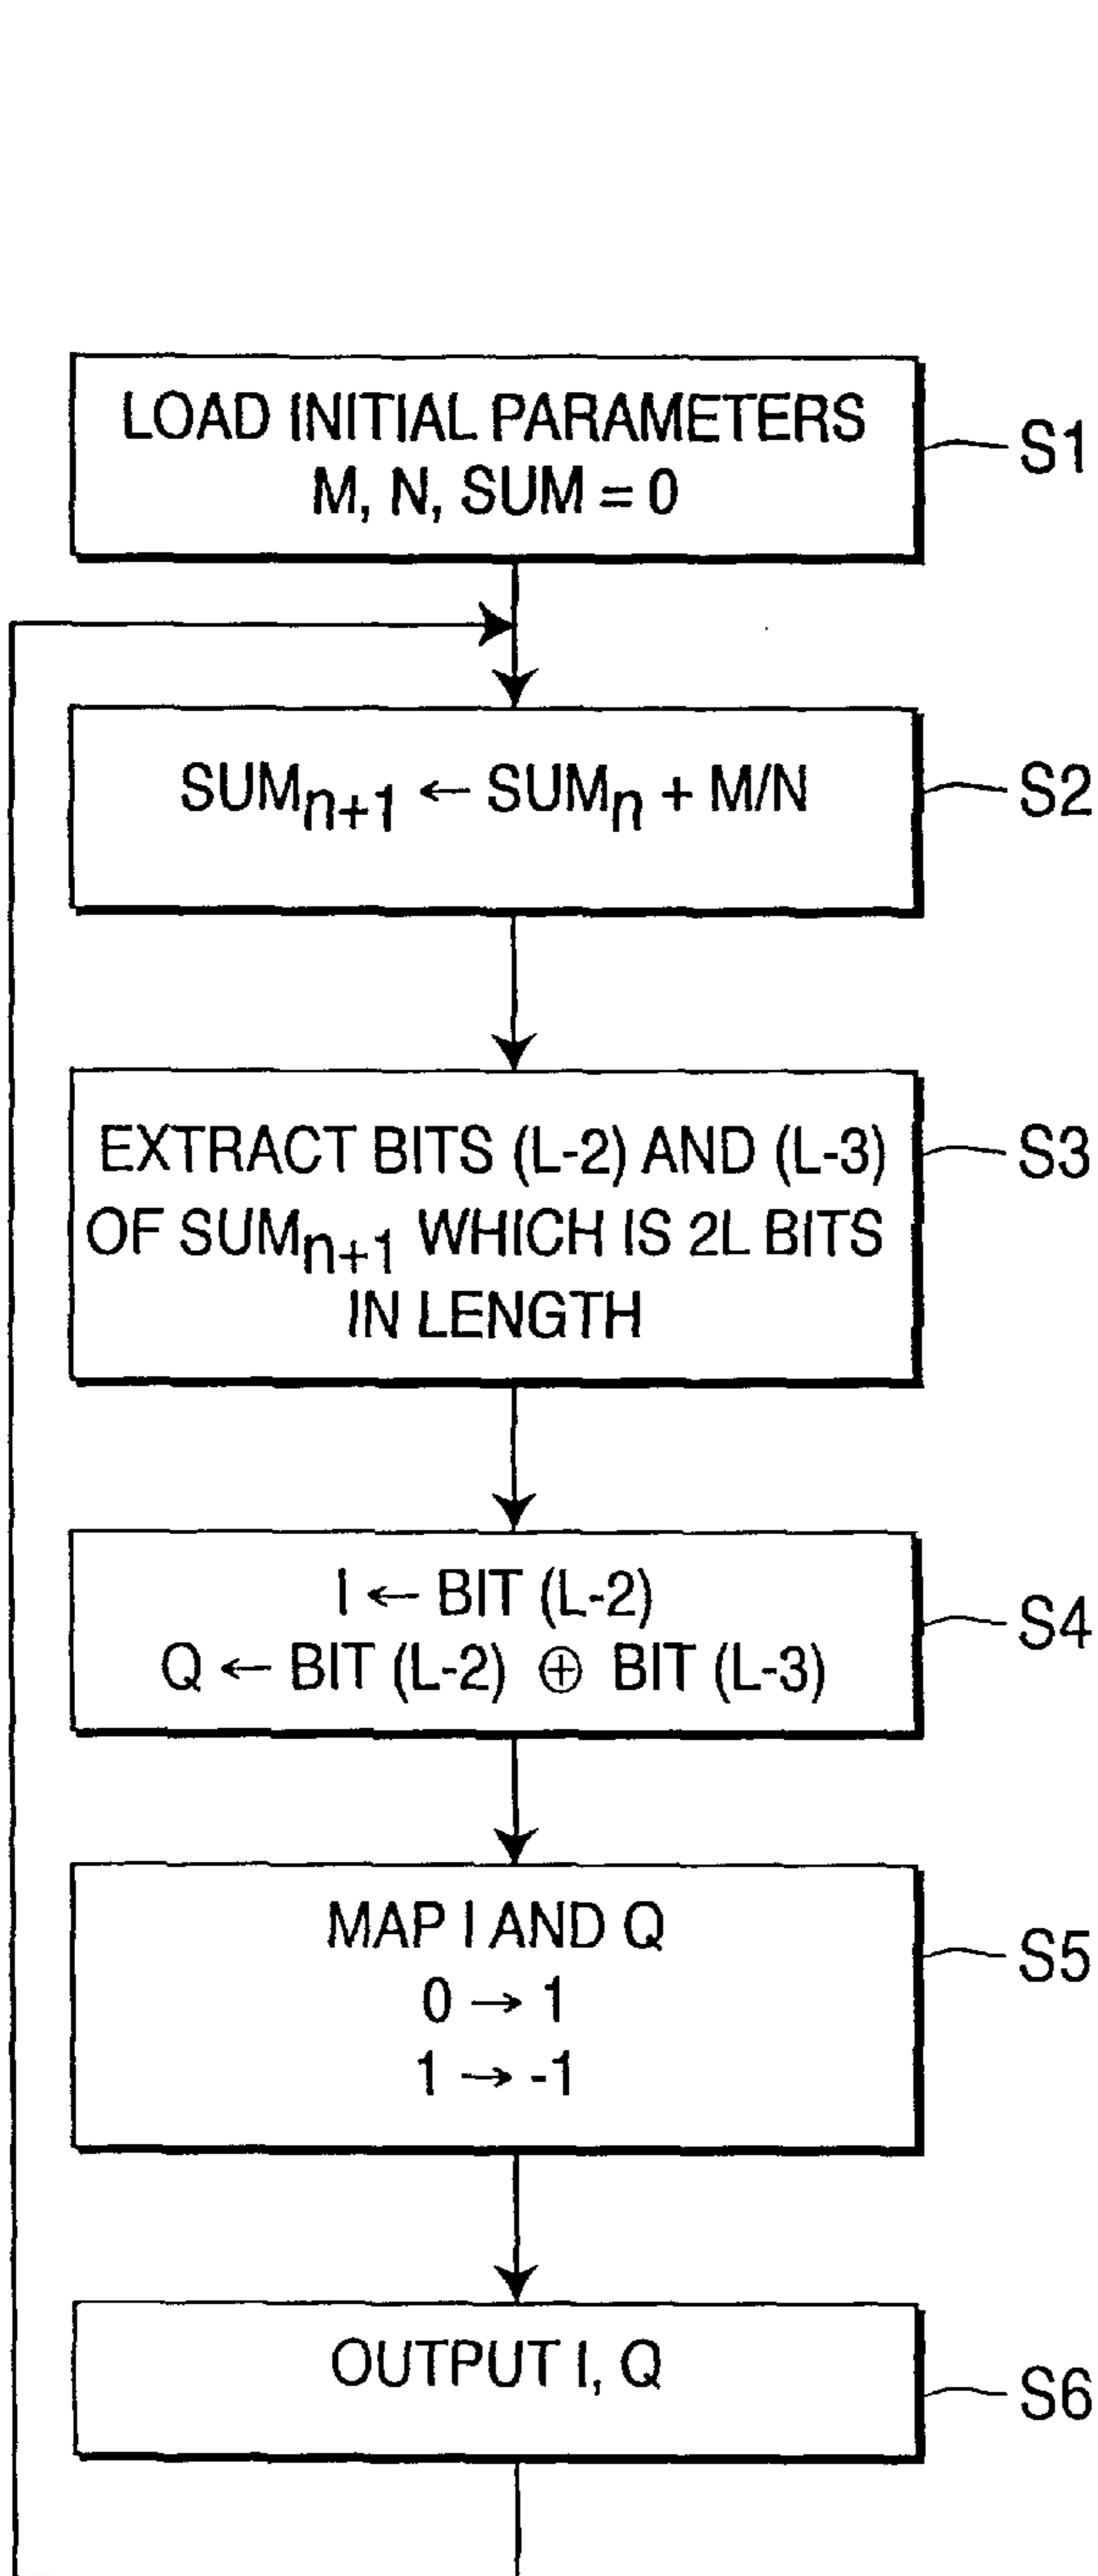 LOAD INITIAL PARAMETERS
M, N, SUM = 0
S1
SUMn+1 ← SUMn + M/N
S2
EXTRACT BITS (L-2) AND (L-3)
OF SUMn+1 WHICH IS 2L BITS
IN LENGTH
S3
I ← BIT (L-2)
Q ← BIT (L-2) ⊕ BIT (L-3)
S4
MAP I AND Q
0 → 1
1 → -1
S5
OUTPUT I, Q
S6